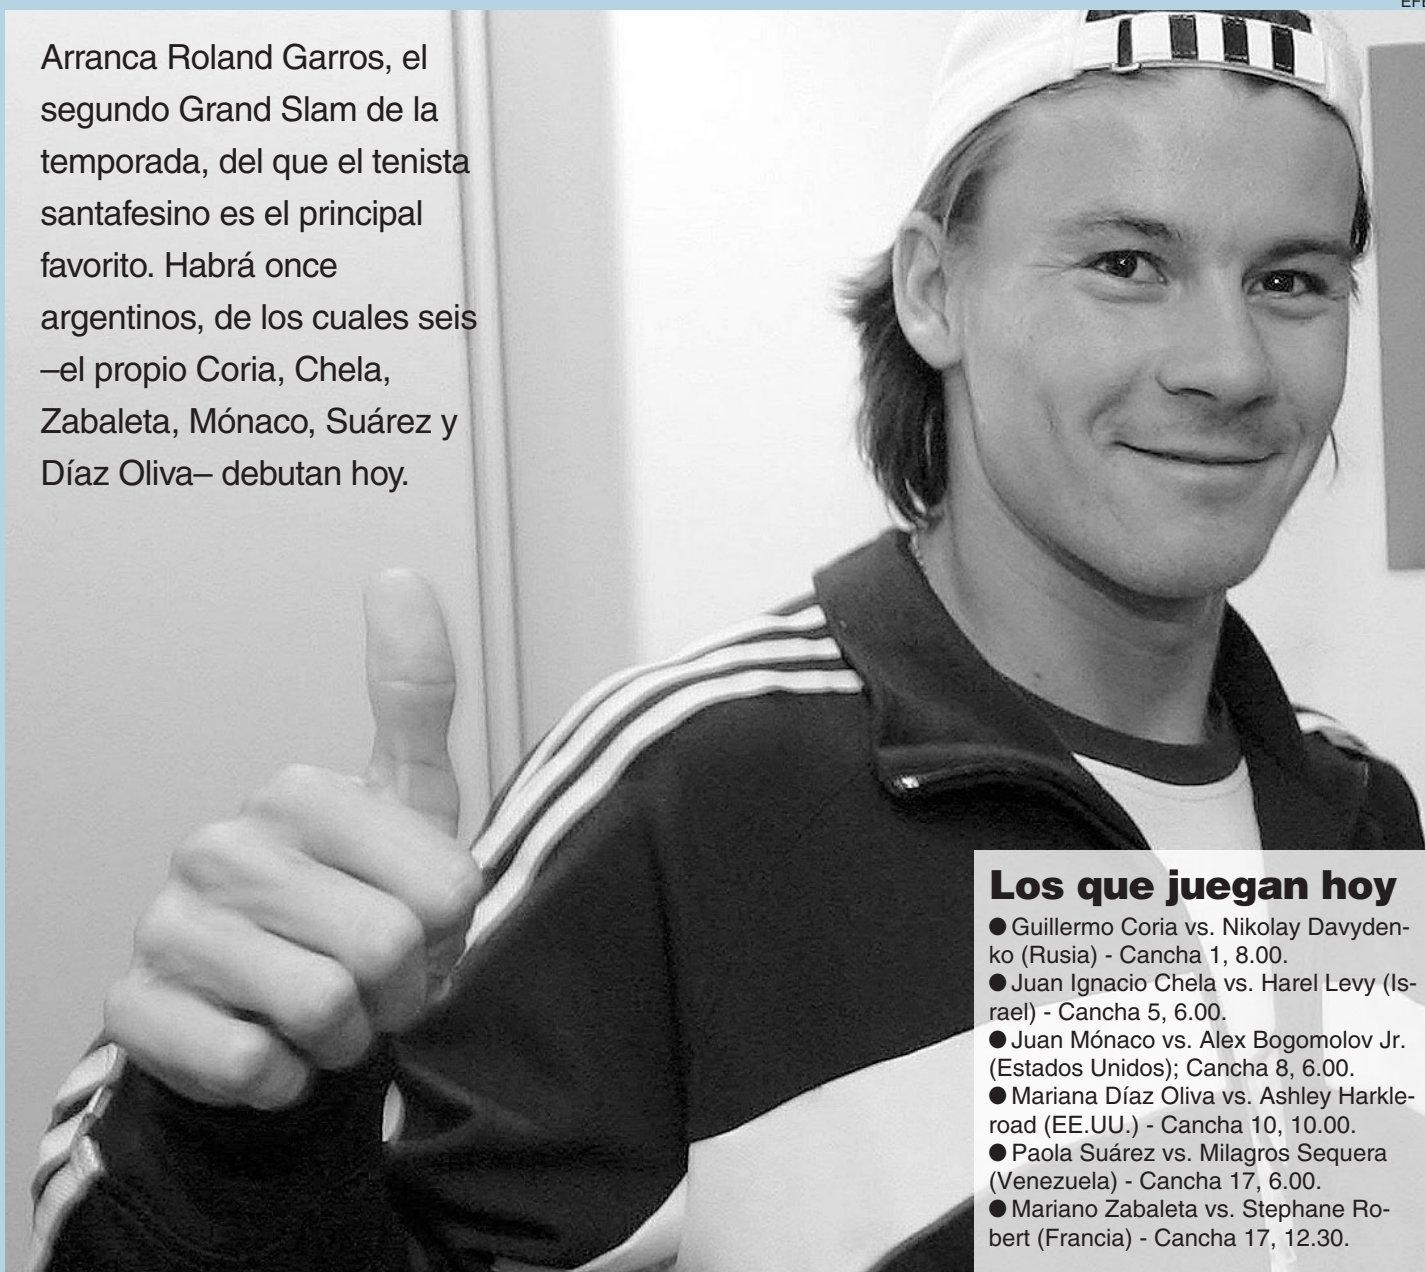 EFE
Arranca Roland Garros, el
segundo Grand Slam de la
temporada, del que el tenista
santafesino es el principal
favorito. Habrá once
argentinos, de los cuales seis
–el propio Coria, Chela,
Zabaleta, Mónaco, Suárez y
Díaz Oliva– debutan hoy.
Los que juegan hoy
● Guillermo Coria vs. Nikolay Davyden-
ko (Rusia) - Cancha 1, 8.00.
● Juan Ignacio Chela vs. Harel Levy (Is-
rael) - Cancha 5, 6.00.
● Juan Mónaco vs. Alex Bogomolov Jr.
(Estados Unidos); Cancha 8, 6.00.
● Mariana Díaz Oliva vs. Ashley Harkle-
road (EE.UU.) - Cancha 10, 10.00.
● Paola Suárez vs. Milagros Sequera
(Venezuela) - Cancha 17, 6.00.
● Mariano Zabaleta vs. Stephane Ro-
bert (Francia) - Cancha 17, 12.30.